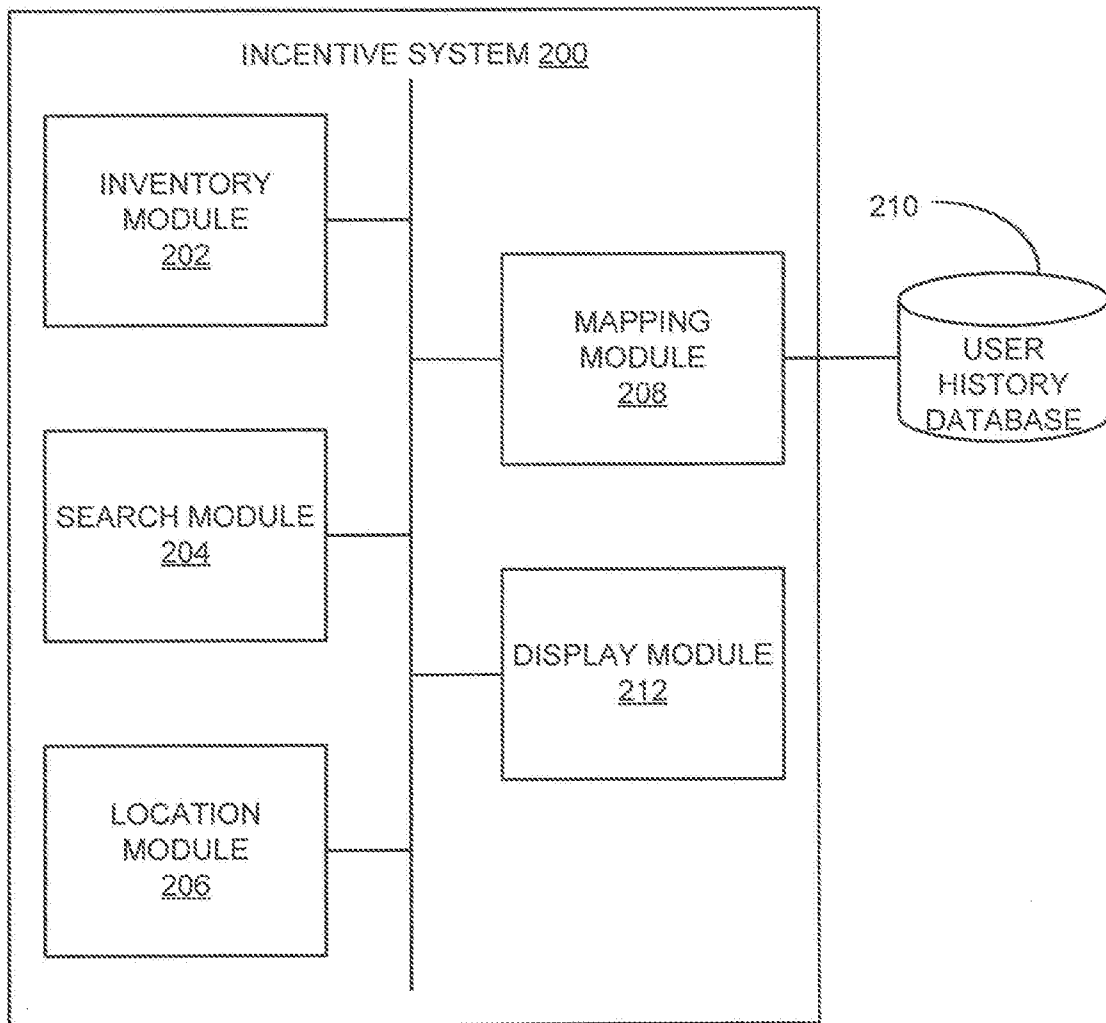 INCENTIVE SYSTEM 200
INVENTORY
MODULE
202
SEARCH MODULE
204
LOCATION
MODULE
206
MAPPING
MODULE
208
DISPLAY MODULE
212
210
USER
HISTORY
DATABASE